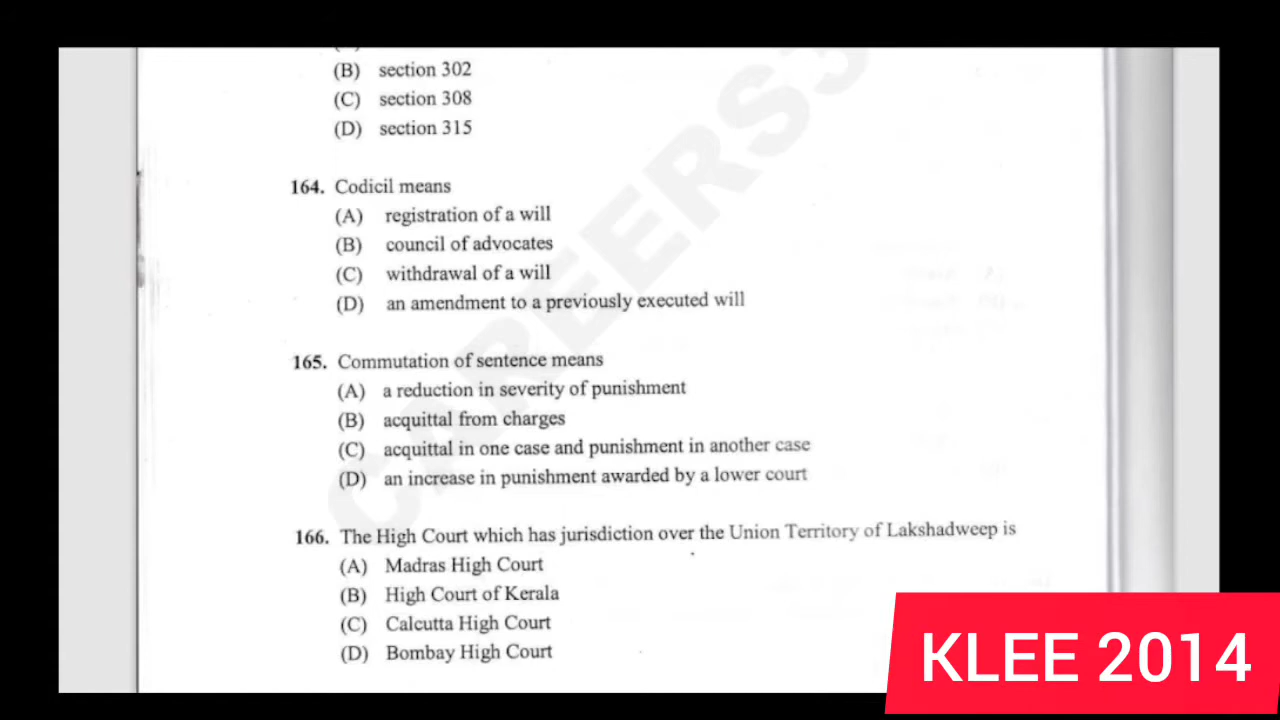 (B) section 302
(C) section 308
(D) section 315
164. Codicil means
(A) registration of a will
(B) council of advocates
(C) withdrawal of a will
(D) an amendment to a previously executed will
165. Commutation of sentence means
(A) a reduction in severity of punishment
(B) acquittal from charges
(C) acquittal in one case and punishment in another case
(D) an increase in punishment awarded by a lower court
166. The High Court which has jurisdiction over the Union Territory of Lakshadweep is
(A) Madras High Court
(B) High Court of Kerala
(C) Calcutta High Court
(D) Bombay High Court
CAREERS
KLEE 2014